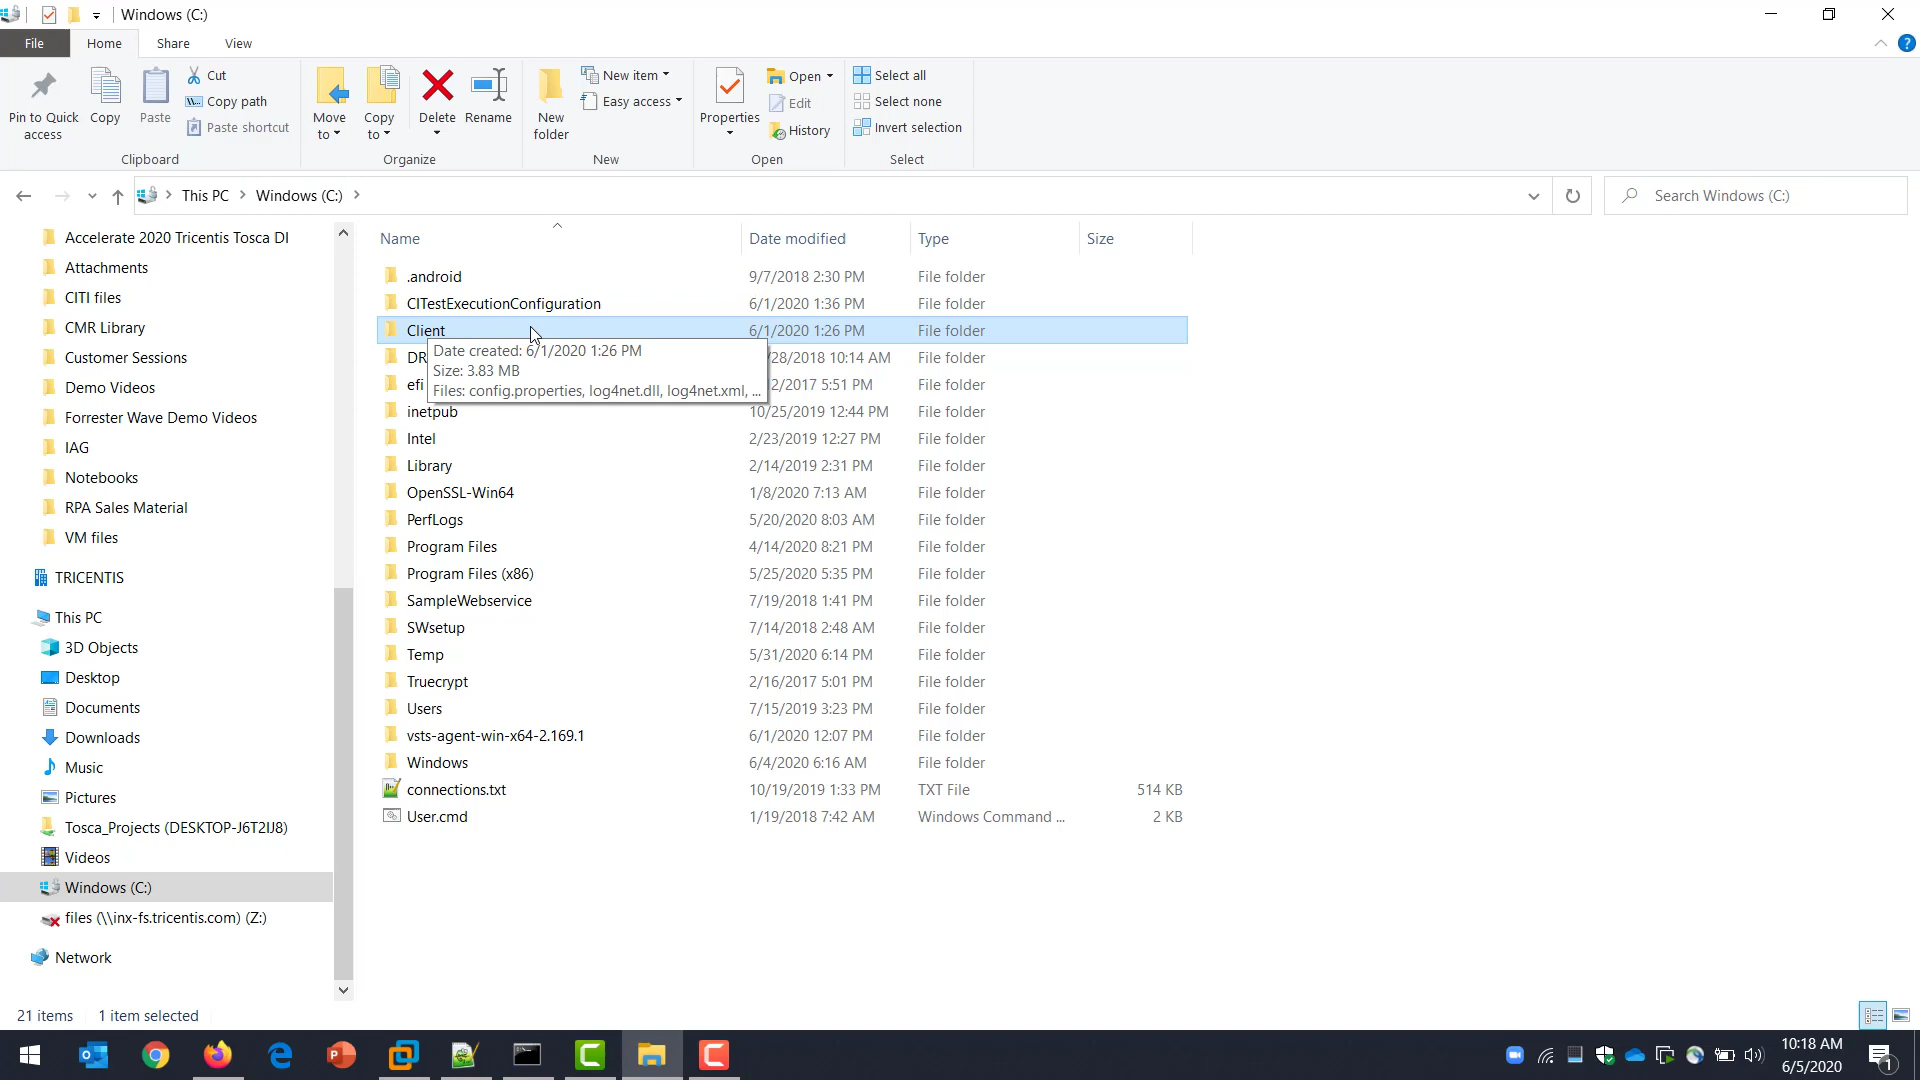 Windows (C:)
File Home Share View
Pin to Quick access
Copy
Paste
Cut
Copy path
Paste shortcut
Clipboard
Move to
Copy to
Delete
Rename
Organize
New folder
New item
Easy access
New
Properties
Open
Edit
History
Open
Select all
Select none
Invert selection
Select
This PC Windows (C:)
Search Windows (C:)
Accelerate 2020 Tricentis Tosca DI
Attachments
CITI files
CMR Library
Customer Sessions
Demo Videos
Forrester Wave Demo Videos
IAG
Notebooks
RPA Sales Material
VM files
TRICENTIS
This PC
3D Objects
Desktop
Documents
Downloads
Music
Pictures
Tosca_Projects (DESKTOP-J6T2IJ8)
Videos
Windows (C:)
files (\\inx-fs.tricentis.com) (Z:)
Network
Name Date modified Type Size
.android 9/7/2018 2:30 PM File folder
CITestExecutionConfiguration 6/1/2020 1:36 PM File folder
Client 6/1/2020 1:26 PM File folder
Date created: 6/1/2020 1:26 PM
Size: 3.83 MB
Files: config.properties, log4net.dll, log4net.xml, ...
DR /28/2018 10:14 AM File folder
efi 2/2017 5:51 PM File folder
inetpub 10/25/2019 12:44 PM File folder
Intel 2/23/2019 12:27 PM File folder
Library 2/14/2019 2:31 PM File folder
OpenSSL-Win64 1/8/2020 7:13 AM File folder
PerfLogs 5/20/2020 8:03 AM File folder
Program Files 4/14/2020 8:21 PM File folder
Program Files (x86) 5/25/2020 5:35 PM File folder
SampleWebservice 7/19/2018 1:41 PM File folder
SWsetup 7/14/2018 2:48 AM File folder
Temp 5/31/2020 6:14 PM File folder
Truecrypt 2/16/2017 5:01 PM File folder
Users 7/15/2019 3:23 PM File folder
vsts-agent-win-x64-2.169.1 6/1/2020 12:07 PM File folder
Windows 6/4/2020 6:16 AM File folder
connections.txt 10/19/2019 1:33 PM TXT File 514 KB
User.cmd 1/19/2018 7:42 AM Windows Command ... 2 KB
21 items 1 item selected
10:18 AM
6/5/2020
1